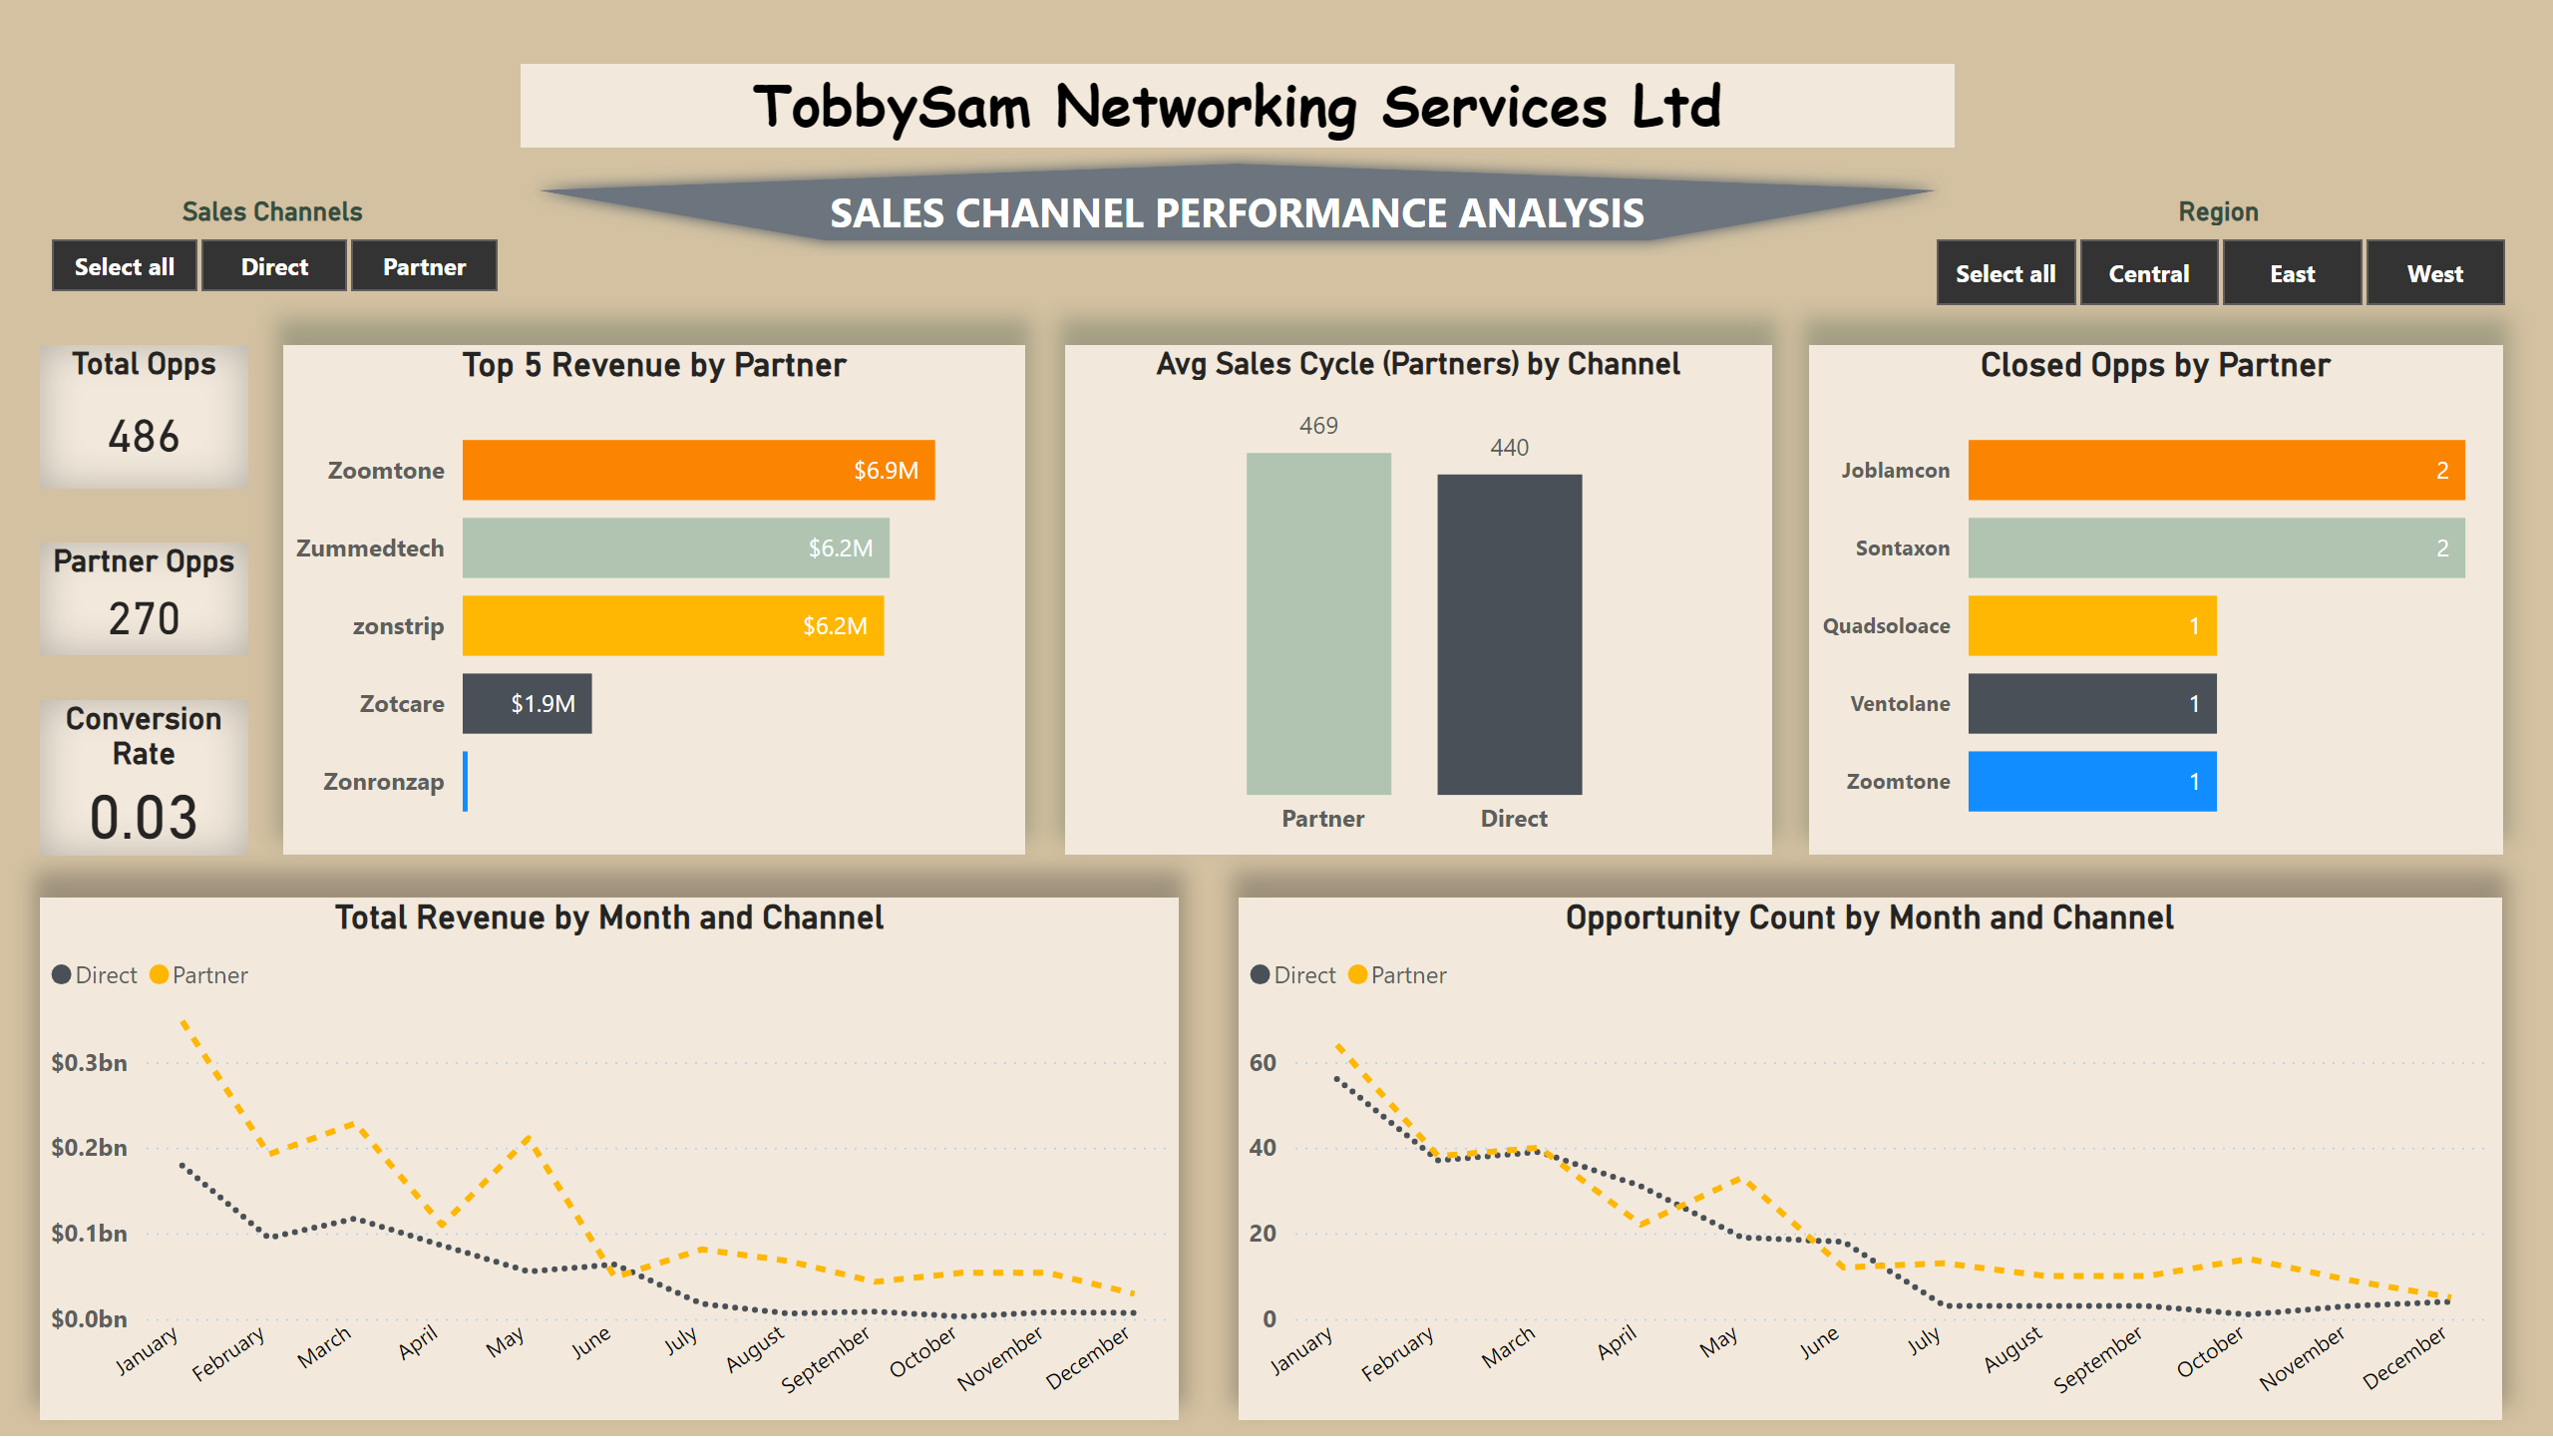 TobbySam Networking Services Ltd
SALES CHANNEL PERFORMANCE ANALYSIS
Sales Channels
Select all Direct Partner
Region
Select all Central East West
Total Opps
486
Partner Opps
270
Conversion
Rate
0.03
Top 5 Revenue by Partner
Zoomtone $6.9M
Zummedtech $6.2M
zonstrip $6.2M
Zotcare $1.9M
Zonronzap
Avg Sales Cycle (Partners) by Channel
469
440
Partner Direct
Closed Opps by Partner
Joblamcon 2
Sontaxon 2
Quadsoloace 1
Ventolane 1
Zoomtone 1
Total Revenue by Month and Channel
Direct Partner
$0.3bn
$0.2bn
$0.1bn
$0.0bn
January February March April May June July August September October November December
Opportunity Count by Month and Channel
Direct Partner
60
40
20
0
January February March April May June July August September October November December